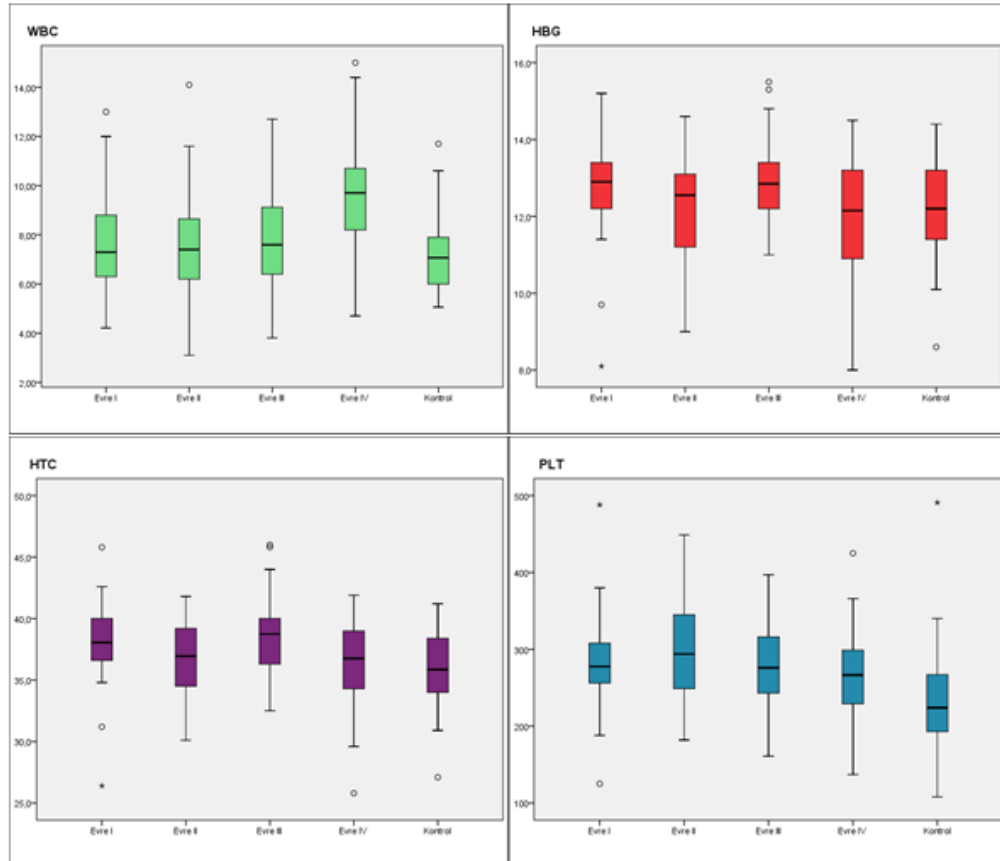 WBC
14,00
12,00
10,00
8,00
6,00
4,00
2,00
Evre I Evre II Evre III Evre IV Kontrol
HBG
16,0
14,0
12,0
10,0
8,0
Evre I Evre II Evre III Evre IV Kontrol
HTC
50,0
45,0
40,0
35,0
30,0
25,0
Evre I Evre II Evre III Evre IV Kontrol
PLT
500
400
300
200
100
Evre I Evre II Evre III Evre IV Kontrol